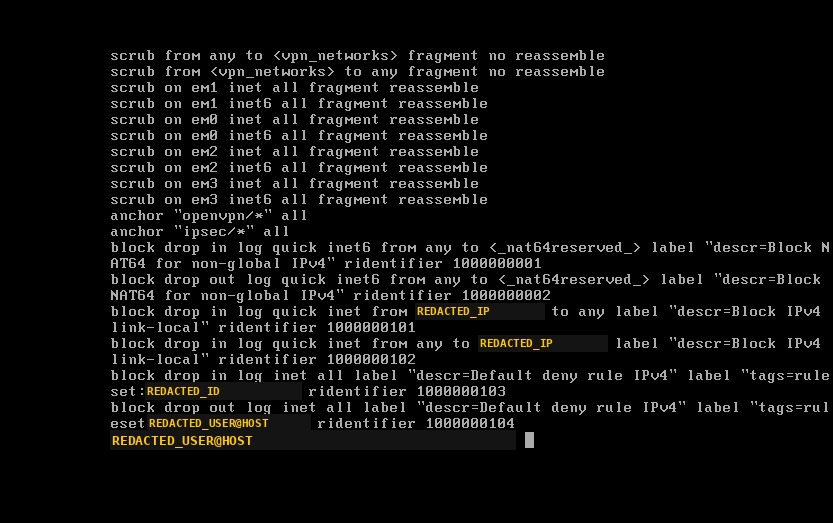 scrub from any to <vpn_networks> fragment no reassemble
scrub from <vpn_networks> to any fragment no reassemble
scrub on em1 inet all fragment reassemble
scrub on em1 inet6 all fragment reassemble
scrub on em0 inet all fragment reassemble
scrub on em0 inet6 all fragment reassemble
scrub on em2 inet all fragment reassemble
scrub on em2 inet6 all fragment reassemble
scrub on em3 inet all fragment reassemble
scrub on em3 inet6 all fragment reassemble
anchor "openvpn/*" all
anchor "ipsec/*" all
block drop in log quick inet6 from any to <_nat64reserved_> label "descr=Block N
AT64 for non-global IPv4" ridentifier 1000000001
block drop out log quick inet6 from any to <_nat64reserved_> label "descr=Block
NAT64 for non-global IPv4" ridentifier 1000000002
block drop in log quick inet from REDACTED_IP to any label "descr=Block IPv4
link-local" ridentifier 1000000101
block drop in log quick inet from any to REDACTED_IP label "descr=Block IPv4
link-local" ridentifier 1000000102
block drop in log inet all label "descr=Default deny rule IPv4" label "tags=rule
set:REDACTED_ID ridentifier 1000000103
block drop out log inet all label "descr=Default deny rule IPv4" label "tags=rul
eset REDACTED_USER@HOST ridentifier 1000000104
REDACTED_USER@HOST